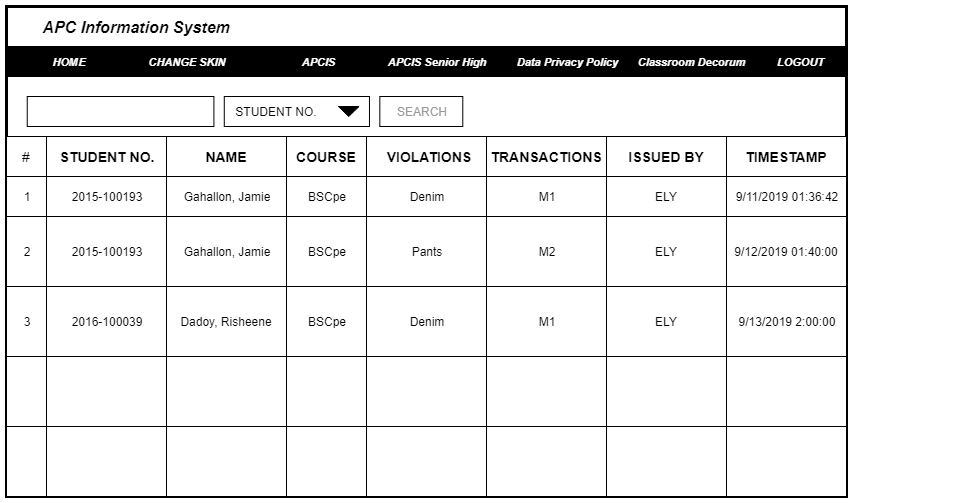 APC Information System
HOME CHANGE SKIN APCIS APCIS Senior High Data Privacy Policy Classroom Decorum LOGOUT
STUDENT NO. SEARCH
# STUDENT NO. NAME COURSE VIOLATIONS TRANSACTIONS ISSUED BY TIMESTAMP
1 2015-100193 Gahallon, Jamie BSCpe Denim M1 ELY 9/11/2019 01:36:42
2 2015-100193 Gahallon, Jamie BSCpe Pants M2 ELY 9/12/2019 01:40:00
3 2016-100039 Dadoy, Risheene BSCpe Denim M1 ELY 9/13/2019 2:00:00